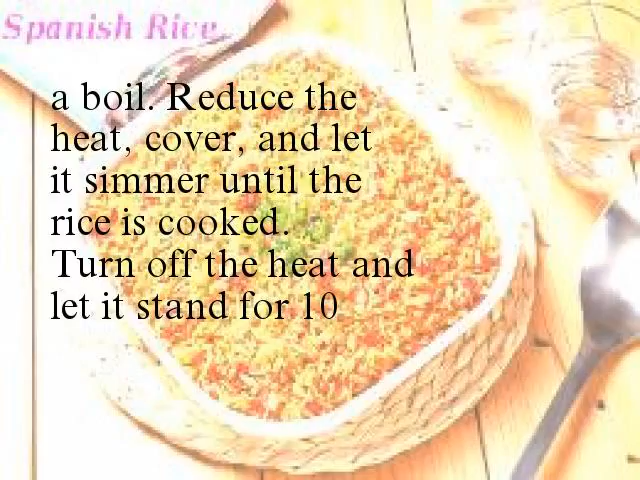 Spanish Rice
a boil. Reduce the
heat, cover, and let
it simmer until the
rice is cooked.
Turn off the heat and
let it stand for 10